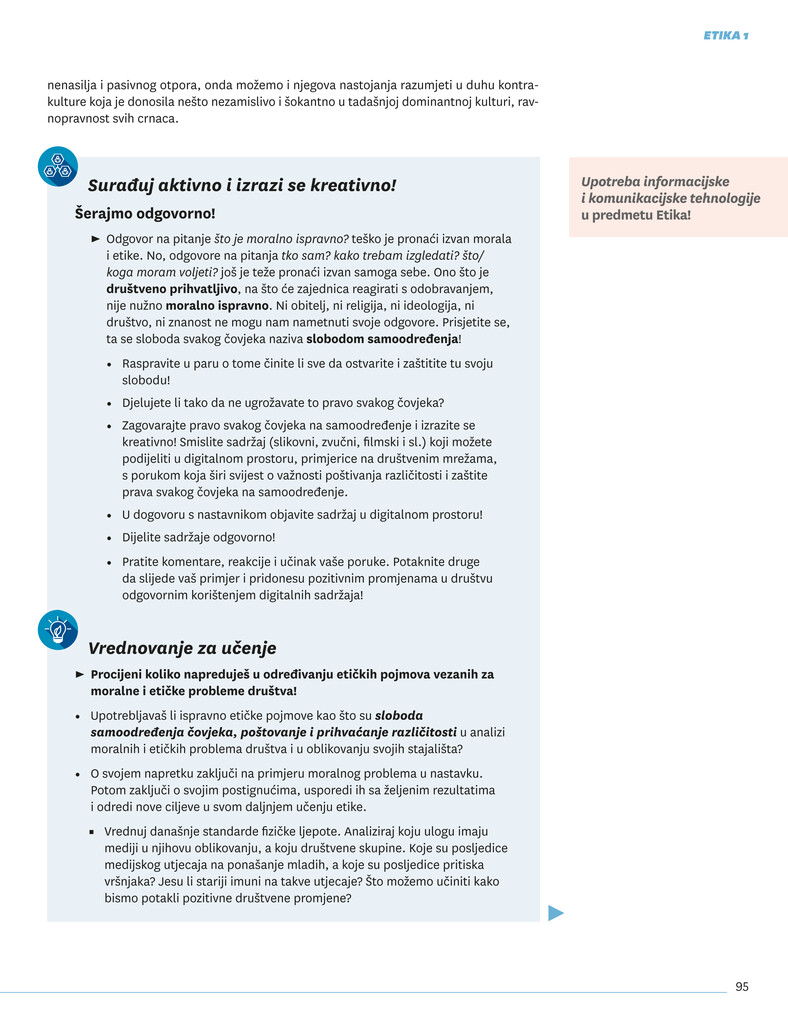 ETIKA 1
nenasilja i pasivnog otpora, onda možemo i njegova nastojanja razumjeti u duhu kontra-
kulture koja je donosila nešto nezamislivo i šokantno u tadašnjoj dominantnoj kulturi, rav-
nopravnost svih crnaca.
Surađuj aktivno i izrazi se kreativno!
Šerajmo odgovorno!
► Odgovor na pitanje što je moralno ispravno? teško je pronaći izvan morala
i etike. No, odgovore na pitanja tko sam? kako trebam izgledati? što/
koga moram voljeti? još je teže pronaći izvan samoga sebe. Ono što je
društveno prihvatljivo, na što će zajednica reagirati s odobravanjem,
nije nužno moralno ispravno. Ni obitelj, ni religija, ni ideologija, ni
društvo, ni znanost ne mogu nam nametnuti svoje odgovore. Prisjetite se,
ta se sloboda svakog čovjeka naziva slobodom samoodređenja!
• Raspravite u paru o tome činite li sve da ostvarite i zaštitite tu svoju
slobodu!
• Djelujete li tako da ne ugrožavate to pravo svakog čovjeka?
• Zagovarajte pravo svakog čovjeka na samoodređenje i izrazite se
kreativno! Smislite sadržaj (slikovni, zvučni, filmski i sl.) koji možete
podijeliti u digitalnom prostoru, primjerice na društvenim mrežama,
s porukom koja širi svijest o važnosti poštivanja različitosti i zaštite
prava svakog čovjeka na samoodređenje.
• U dogovoru s nastavnikom objavite sadržaj u digitalnom prostoru!
• Dijelite sadržaje odgovorno!
• Pratite komentare, reakcije i učinak vaše poruke. Potaknite druge
da slijede vaš primjer i pridonesu pozitivnim promjenama u društvu
odgovornim korištenjem digitalnih sadržaja!
Upotreba informacijske
i komunikacijske tehnologije
u predmetu Etika!
Vrednovanje za učenje
► Procijeni koliko napreduješ u određivanju etičkih pojmova vezanih za
moralne i etičke probleme društva!
• Upotrebljavaš li ispravno etičke pojmove kao što su sloboda
samoodređenja čovjeka, poštovanje i prihvaćanje različitosti u analizi
moralnih i etičkih problema društva i u oblikovanju svojih stajališta?
• O svojem napretku zaključi na primjeru moralnog problema u nastavku.
Potom zaključi o svojim postignućima, usporedi ih sa željenim rezultatima
i odredi nove ciljeve u svom daljnjem učenju etike.
▪ Vrednuj današnje standarde fizičke ljepote. Analiziraj koju ulogu imaju
mediji u njihovu oblikovanju, a koju društvene skupine. Koje su posljedice
medijskog utjecaja na ponašanje mladih, a koje su posljedice pritiska
vršnjaka? Jesu li stariji imuni na takve utjecaje? Što možemo učiniti kako
bismo potakli pozitivne društvene promjene?
95